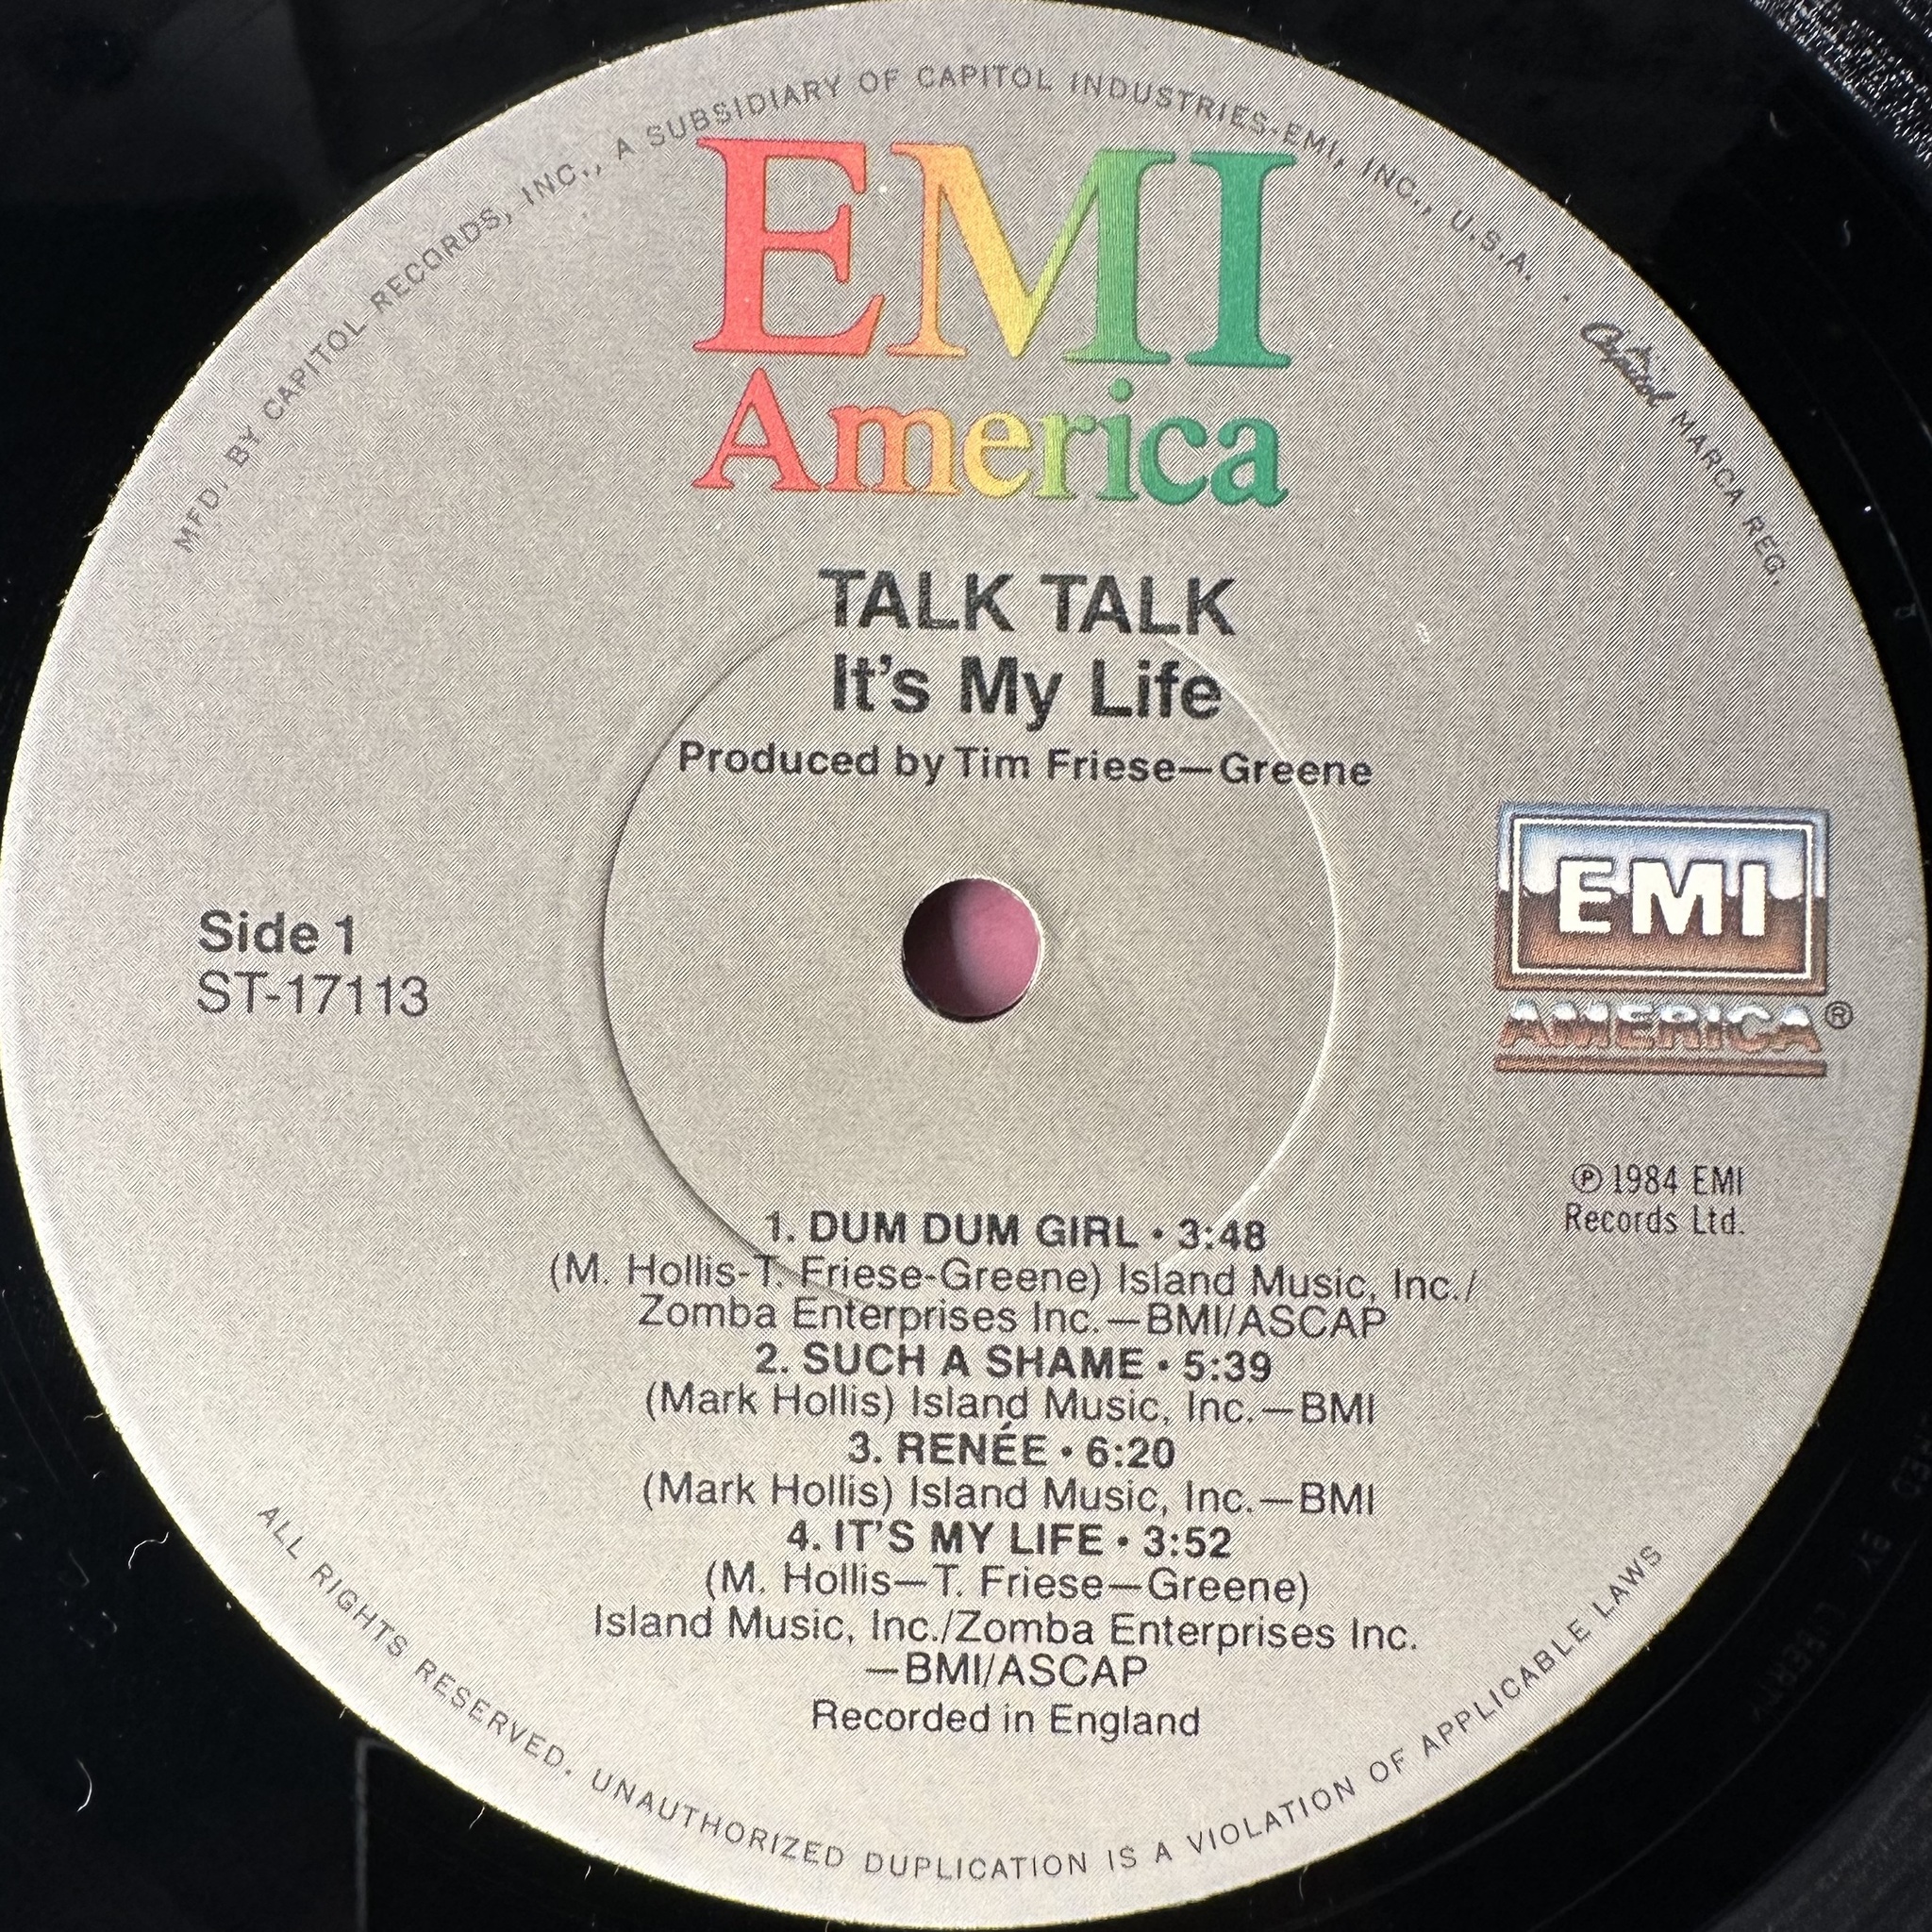 MFD. BY CAPITOL RECORDS, INC., A SUBSIDIARY OF CAPITOL INDUSTRIES-EMI, INC., U.S.A. · Capitol MARCA REG.
EMI
America
TALK TALK
It's My Life
Produced by Tim Friese—Greene
Side 1
ST-17113
EMI
AMERICA®
℗ 1984 EMI
Records Ltd.
1. DUM DUM GIRL • 3:48
(M. Hollis-T. Friese-Greene) Island Music, Inc./
Zomba Enterprises Inc.—BMI/ASCAP
2. SUCH A SHAME • 5:39
(Mark Hollis) Island Music, Inc.—BMI
3. RENÉE • 6:20
(Mark Hollis) Island Music, Inc.—BMI
4. IT'S MY LIFE • 3:52
(M. Hollis—T. Friese—Greene)
Island Music, Inc./Zomba Enterprises Inc.
—BMI/ASCAP
Recorded in England
ALL RIGHTS RESERVED. UNAUTHORIZED DUPLICATION IS A VIOLATION OF APPLICABLE LAWS